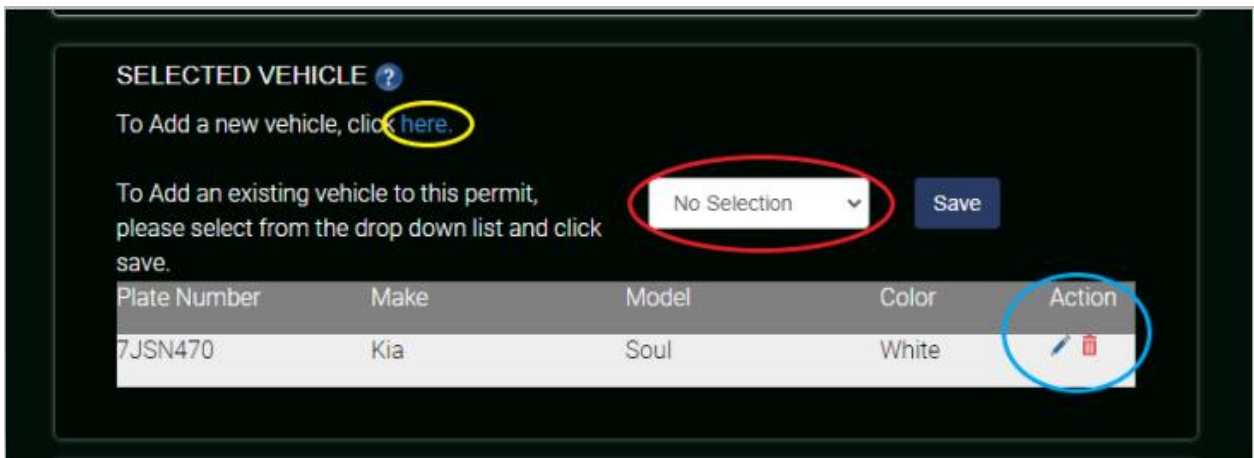 SELECTED VEHICLE ?
To Add a new vehicle, click here.
To Add an existing vehicle to this permit,
please select from the drop down list and click
save.
No Selection
Save
Plate Number Make Model Color Action
7JSN470 Kia Soul White